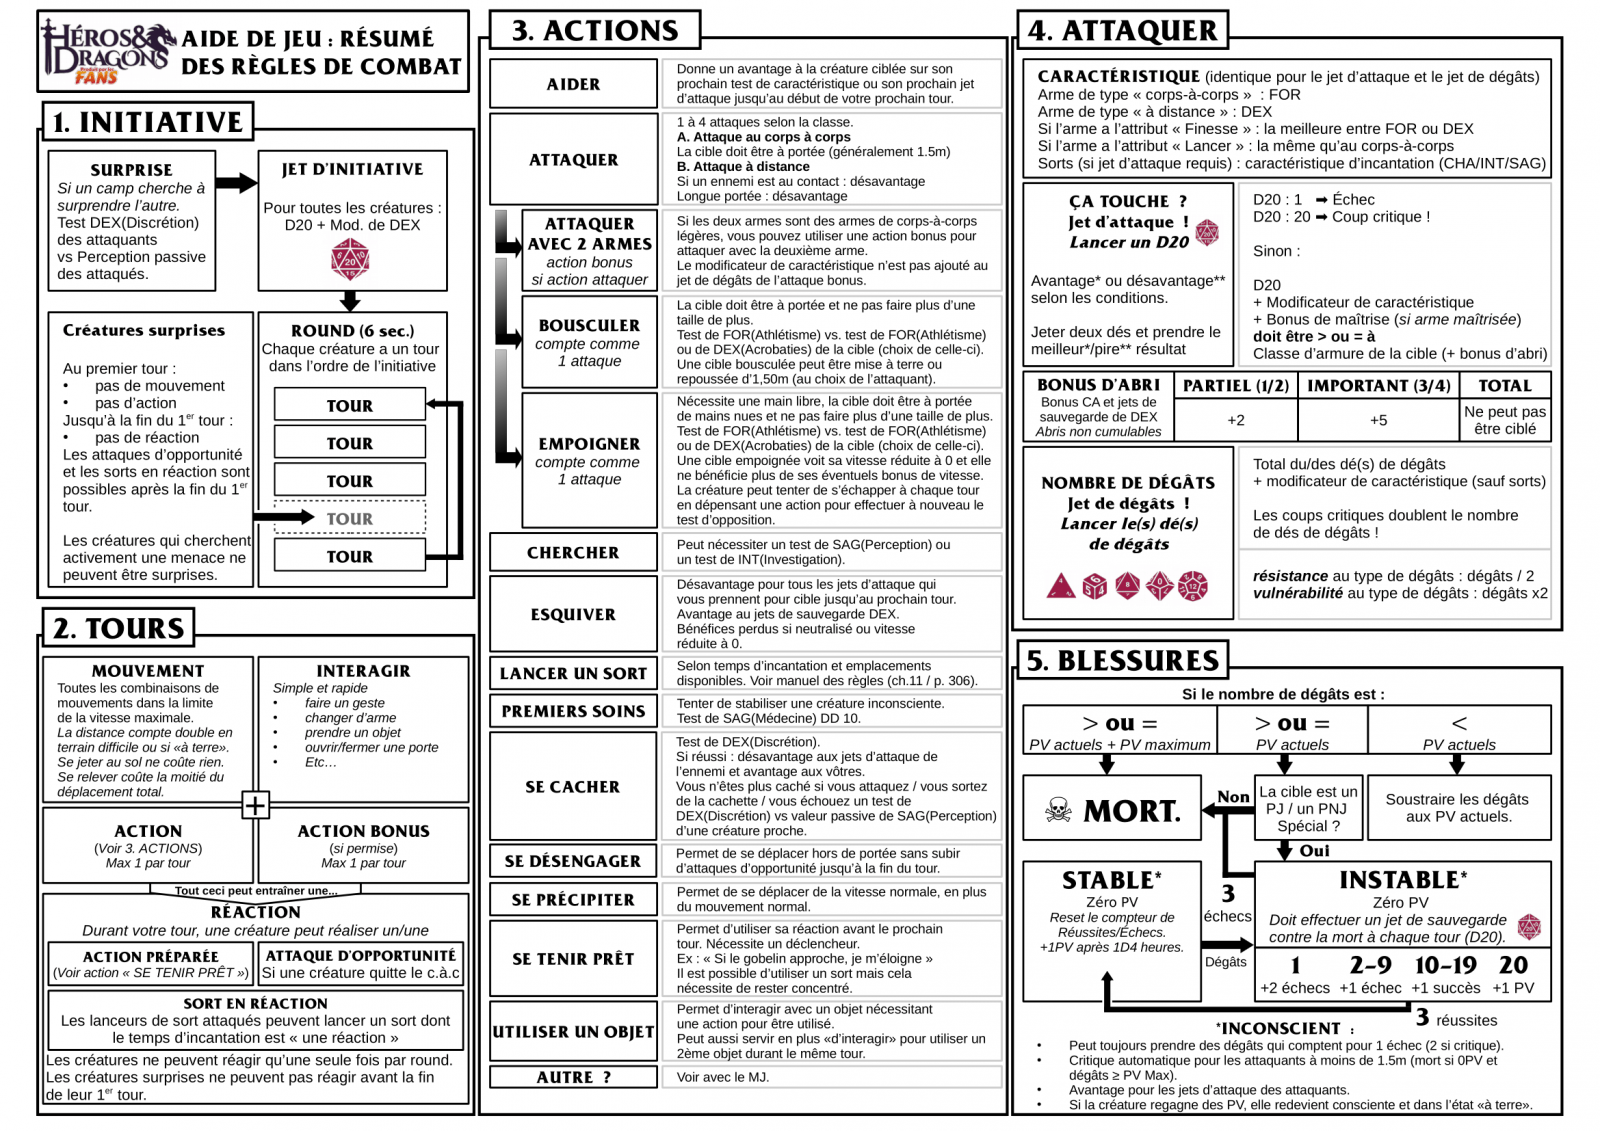 HÉROS&
DRAGONS
Produit par les
FANS
AIDE DE JEU : RÉSUMÉ
DES RÈGLES DE COMBAT
1. INITIATIVE
SURPRISE
Si un camp cherche à
surprendre l'autre.
Test DEX(Discrétion)
des attaquants
vs Perception passive
des attaqués.
JET D'INITIATIVE
Pour toutes les créatures :
D20 + Mod. de DEX
Créatures surprises
Au premier tour :
• pas de mouvement
• pas d'action
Jusqu'à la fin du 1er tour :
• pas de réaction
Les attaques d'opportunité
et les sorts en réaction sont
possibles après la fin du 1er
tour.
Les créatures qui cherchent
activement une menace ne
peuvent être surprises.
ROUND (6 sec.)
Chaque créature a un tour
dans l'ordre de l'initiative
TOUR
TOUR
TOUR
TOUR
TOUR
2. TOURS
MOUVEMENT
Toutes les combinaisons de
mouvements dans la limite
de la vitesse maximale.
La distance compte double en
terrain difficile ou si «à terre».
Se jeter au sol ne coûte rien.
Se relever coûte la moitié du
déplacement total.
INTERAGIR
Simple et rapide
• faire un geste
• changer d'arme
• prendre un objet
• ouvrir/fermer une porte
• Etc…
+
ACTION
(Voir 3. ACTIONS)
Max 1 par tour
ACTION BONUS
(si permise)
Max 1 par tour
Tout ceci peut entraîner une...
RÉACTION
Durant votre tour, une créature peut réaliser un/une
ACTION PRÉPARÉE
(Voir action « SE TENIR PRÊT »)
ATTAQUE D'OPPORTUNITÉ
Si une créature quitte le c.à.c
SORT EN RÉACTION
Les lanceurs de sort attaqués peuvent lancer un sort dont
le temps d'incantation est « une réaction »
Les créatures ne peuvent réagir qu'une seule fois par round.
Les créatures surprises ne peuvent pas réagir avant la fin
de leur 1er tour.
3. ACTIONS
AIDER
Donne un avantage à la créature ciblée sur son
prochain test de caractéristique ou son prochain jet
d'attaque jusqu'au début de votre prochain tour.
ATTAQUER
1 à 4 attaques selon la classe.
A. Attaque au corps à corps
La cible doit être à portée (généralement 1.5m)
B. Attaque à distance
Si un ennemi est au contact : désavantage
Longue portée : désavantage
ATTAQUER
AVEC 2 ARMES
action bonus
si action attaquer
Si les deux armes sont des armes de corps-à-corps
légères, vous pouvez utiliser une action bonus pour
attaquer avec la deuxième arme.
Le modificateur de caractéristique n'est pas ajouté au
jet de dégâts de l'attaque bonus.
BOUSCULER
compte comme
1 attaque
La cible doit être à portée et ne pas faire plus d'une
taille de plus.
Test de FOR(Athlétisme) vs. test de FOR(Athlétisme)
ou de DEX(Acrobaties) de la cible (choix de celle-ci).
Une cible bousculée peut être mise à terre ou
repoussée d'1,50m (au choix de l'attaquant).
EMPOIGNER
compte comme
1 attaque
Nécessite une main libre, la cible doit être à portée
de mains nues et ne pas faire plus d'une taille de plus.
Test de FOR(Athlétisme) vs. test de FOR(Athlétisme)
ou de DEX(Acrobaties) de la cible (choix de celle-ci).
Une cible empoignée voit sa vitesse réduite à 0 et elle
ne bénéficie plus de ses éventuels bonus de vitesse.
La créature peut tenter de s'échapper à chaque tour
en dépensant une action pour effectuer à nouveau le
test d'opposition.
CHERCHER
Peut nécessiter un test de SAG(Perception) ou
un test de INT(Investigation).
ESQUIVER
Désavantage pour tous les jets d'attaque qui
vous prennent pour cible jusqu'au prochain tour.
Avantage au jets de sauvegarde DEX.
Bénéfices perdus si neutralisé ou vitesse
réduite à 0.
LANCER UN SORT
Selon temps d'incantation et emplacements
disponibles. Voir manuel des règles (ch.11 / p. 306).
PREMIERS SOINS
Tenter de stabiliser une créature inconsciente.
Test de SAG(Médecine) DD 10.
SE CACHER
Test de DEX(Discrétion).
Si réussi : désavantage aux jets d'attaque de
l'ennemi et avantage aux vôtres.
Vous n'êtes plus caché si vous attaquez / vous sortez
de la cachette / vous échouez un test de
DEX(Discrétion) vs valeur passive de SAG(Perception)
d'une créature proche.
SE DÉSENGAGER
Permet de se déplacer hors de portée sans subir
d'attaques d'opportunité jusqu'à la fin du tour.
SE PRÉCIPITER
Permet de se déplacer de la vitesse normale, en plus
du mouvement normal.
SE TENIR PRÊT
Permet d'utiliser sa réaction avant le prochain
tour. Nécessite un déclencheur.
Ex : « Si le gobelin approche, je m'éloigne »
Il est possible d'utiliser un sort mais cela
nécessite de rester concentré.
UTILISER UN OBJET
Permet d'interagir avec un objet nécessitant
une action pour être utilisé.
Peut aussi servir en plus «d'interagir» pour utiliser un
2ème objet durant le même tour.
AUTRE ?
Voir avec le MJ.
4. ATTAQUER
CARACTÉRISTIQUE (identique pour le jet d'attaque et le jet de dégâts)
Arme de type « corps-à-corps » : FOR
Arme de type « à distance » : DEX
Si l'arme a l'attribut « Finesse » : la meilleure entre FOR ou DEX
Si l'arme a l'attribut « Lancer » : la même qu'au corps-à-corps
Sorts (si jet d'attaque requis) : caractéristique d'incantation (CHA/INT/SAG)
ÇA TOUCHE ?
Jet d'attaque !
Lancer un D20
Avantage* ou désavantage**
selon les conditions.
Jeter deux dés et prendre le
meilleur*/pire** résultat
D20 : 1 ➡ Échec
D20 : 20 ➡ Coup critique !
Sinon :
D20
+ Modificateur de caractéristique
+ Bonus de maîtrise (si arme maîtrisée)
doit être > ou = à
Classe d'armure de la cible (+ bonus d'abri)
BONUS D'ABRI
Bonus CA et jets de
sauvegarde de DEX
Abris non cumulables
PARTIEL (1/2)
IMPORTANT (3/4)
TOTAL
+2
+5
Ne peut pas
être ciblé
NOMBRE DE DÉGÂTS
Jet de dégâts !
Lancer le(s) dé(s)
de dégâts
Total du/des dé(s) de dégâts
+ modificateur de caractéristique (sauf sorts)
Les coups critiques doublent le nombre
de dés de dégâts !
résistance au type de dégâts : dégâts / 2
vulnérabilité au type de dégâts : dégâts x2
5. BLESSURES
Si le nombre de dégâts est :
> ou =
PV actuels + PV maximum
> ou =
PV actuels
<
PV actuels
MORT.
Non
La cible est un
PJ / un PNJ
Spécial ?
Soustraire les dégâts
aux PV actuels.
Oui
STABLE*
Zéro PV
Reset le compteur de
Réussites/Échecs.
+1PV après 1D4 heures.
3
échecs
Dégâts
INSTABLE*
Zéro PV
Doit effectuer un jet de sauvegarde
contre la mort à chaque tour (D20).
1 2-9 10-19 20
+2 échecs +1 échec +1 succès +1 PV
3 réussites
*INCONSCIENT :
• Peut toujours prendre des dégâts qui comptent pour 1 échec (2 si critique).
• Critique automatique pour les attaquants à moins de 1.5m (mort si 0PV et
dégâts ≥ PV Max).
• Avantage pour les jets d'attaque des attaquants.
• Si la créature regagne des PV, elle redevient consciente et dans l'état «à terre».